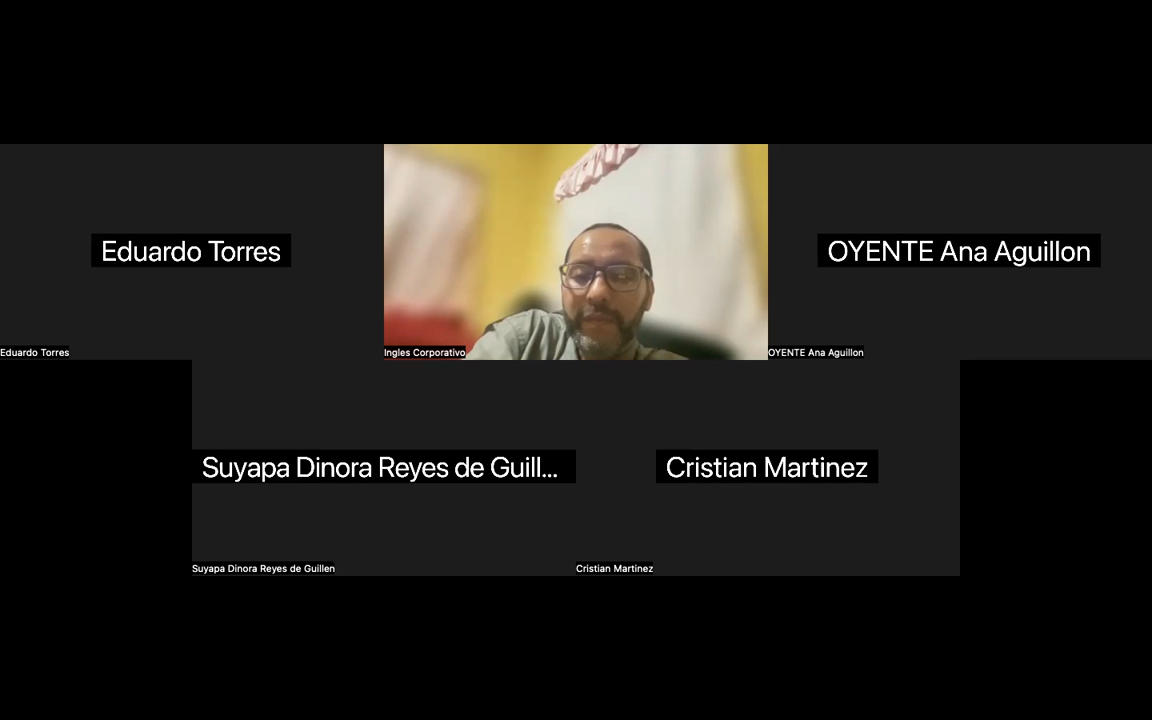 Eduardo Torres
OYENTE Ana Aguillon
Eduardo Torres
Ingles Corporativo
OYENTE Ana Aguillon
Suyapa Dinora Reyes de Guill...
Cristian Martinez
Suyapa Dinora Reyes de Guillen
Cristian Martinez